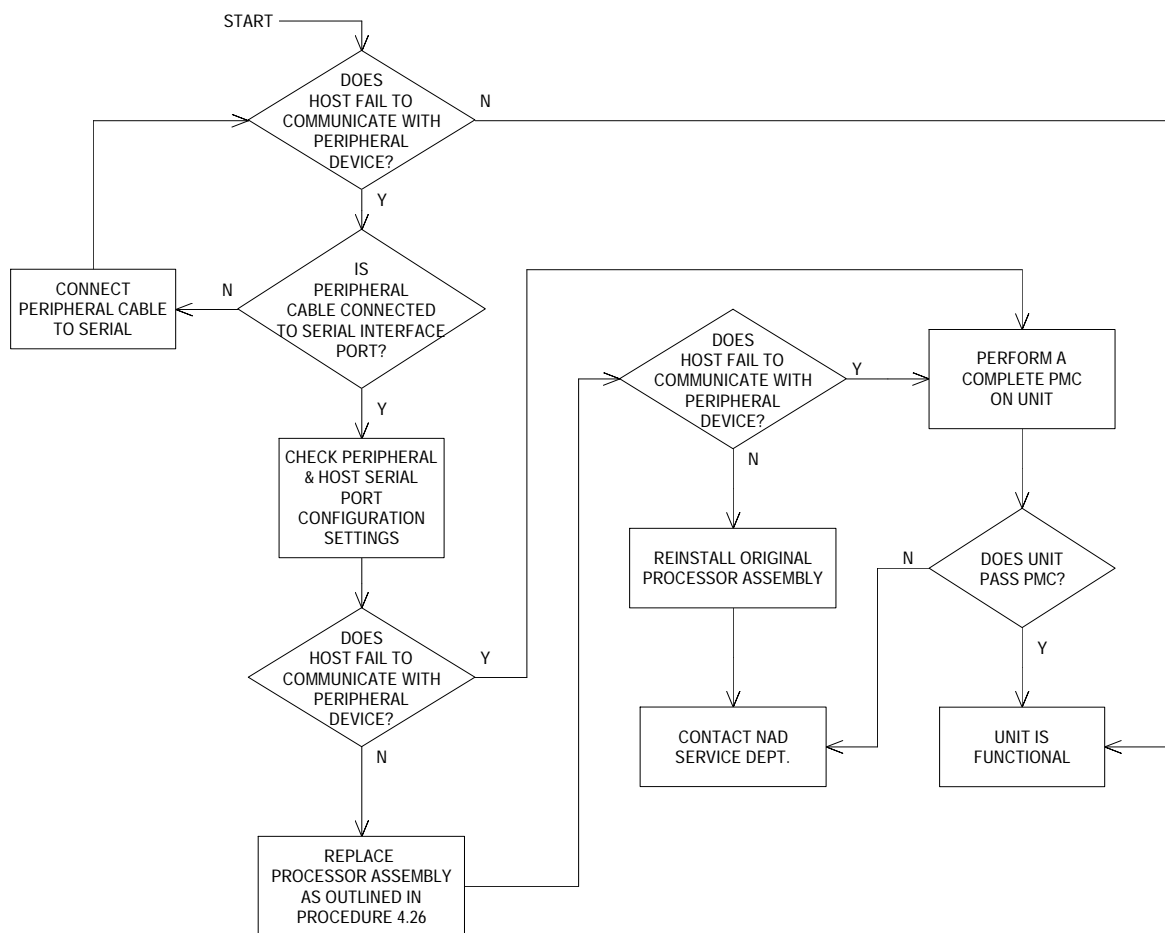 START
DOES
HOST FAIL TO
COMMUNICATE WITH
PERIPHERAL
DEVICE?
N
Y
IS
PERIPHERAL
CABLE CONNECTED
TO SERIAL INTERFACE
PORT?
N
CONNECT
PERIPHERAL CABLE
TO SERIAL
Y
CHECK PERIPHERAL
& HOST SERIAL
PORT
CONFIGURATION
SETTINGS
DOES
HOST FAIL TO
COMMUNICATE WITH
PERIPHERAL
DEVICE?
Y
N
REPLACE
PROCESSOR ASSEMBLY
AS OUTLINED IN
PROCEDURE 4.26
DOES
HOST FAIL TO
COMMUNICATE WITH
PERIPHERAL
DEVICE?
Y
N
REINSTALL ORIGINAL
PROCESSOR ASSEMBLY
CONTACT NAD
SERVICE DEPT.
PERFORM A
COMPLETE PMC
ON UNIT
DOES UNIT
PASS PMC?
N
Y
UNIT IS
FUNCTIONAL